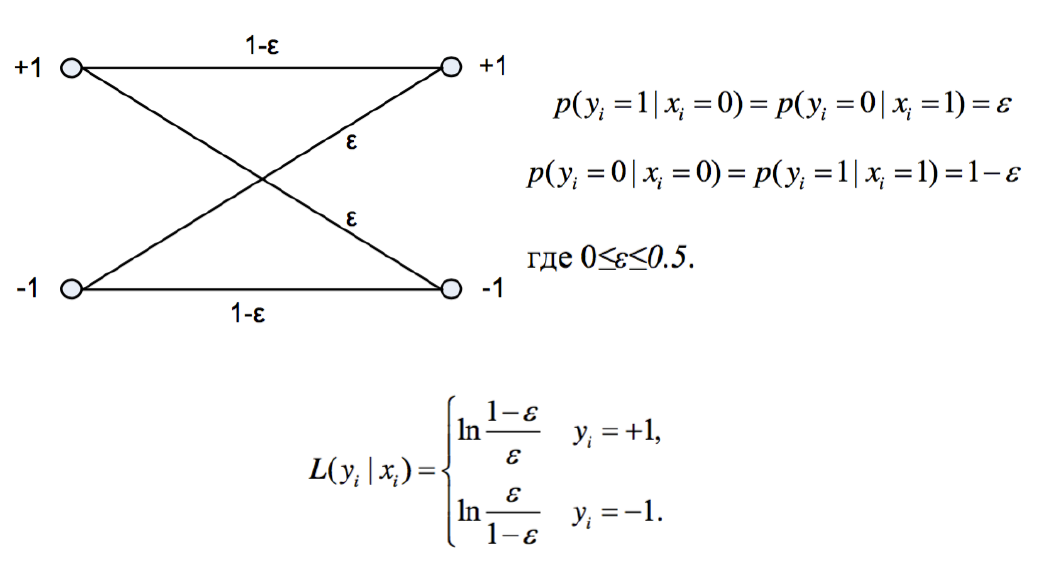 1-ε
+1 +1
p(y_i = 1 | x_i = 0) = p(y_i = 0 | x_i = 1) = ε
ε
p(y_i = 0 | x_i = 0) = p(y_i = 1 | x_i = 1) = 1 − ε
ε
где 0≤ε≤0.5.
-1 -1
1-ε
L(y_i | x_i) = { ln (1−ε)/ε y_i = +1,
ln ε/(1−ε) y_i = −1.